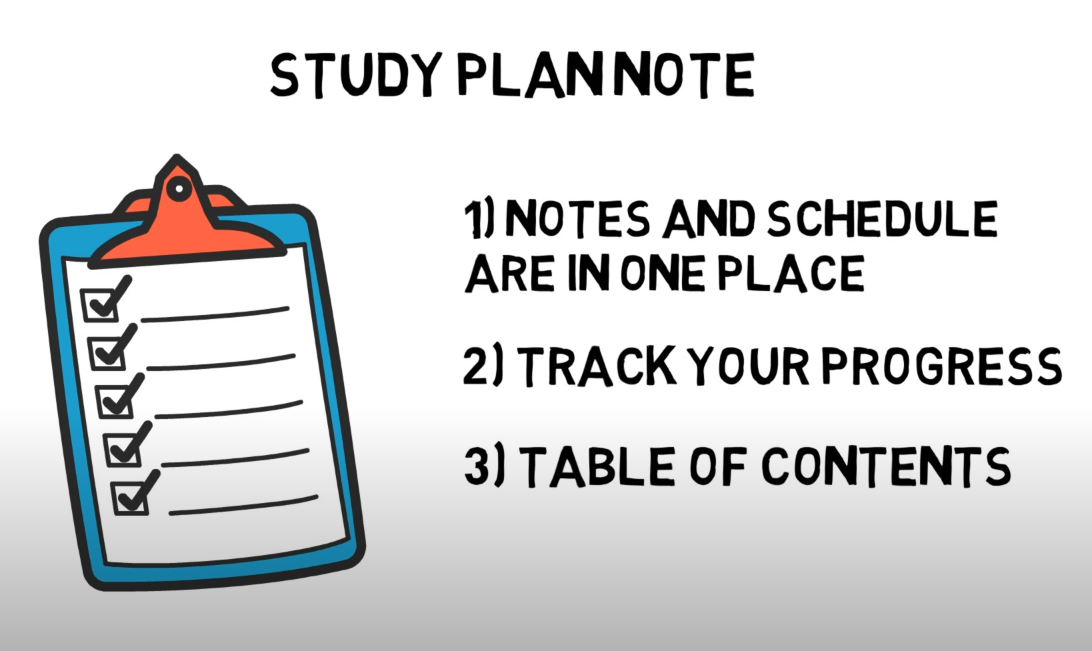 STUDY PLAN NOTE
1) NOTES AND SCHEDULE
ARE IN ONE PLACE
2) TRACK YOUR PROGRESS
3) TABLE OF CONTENTS